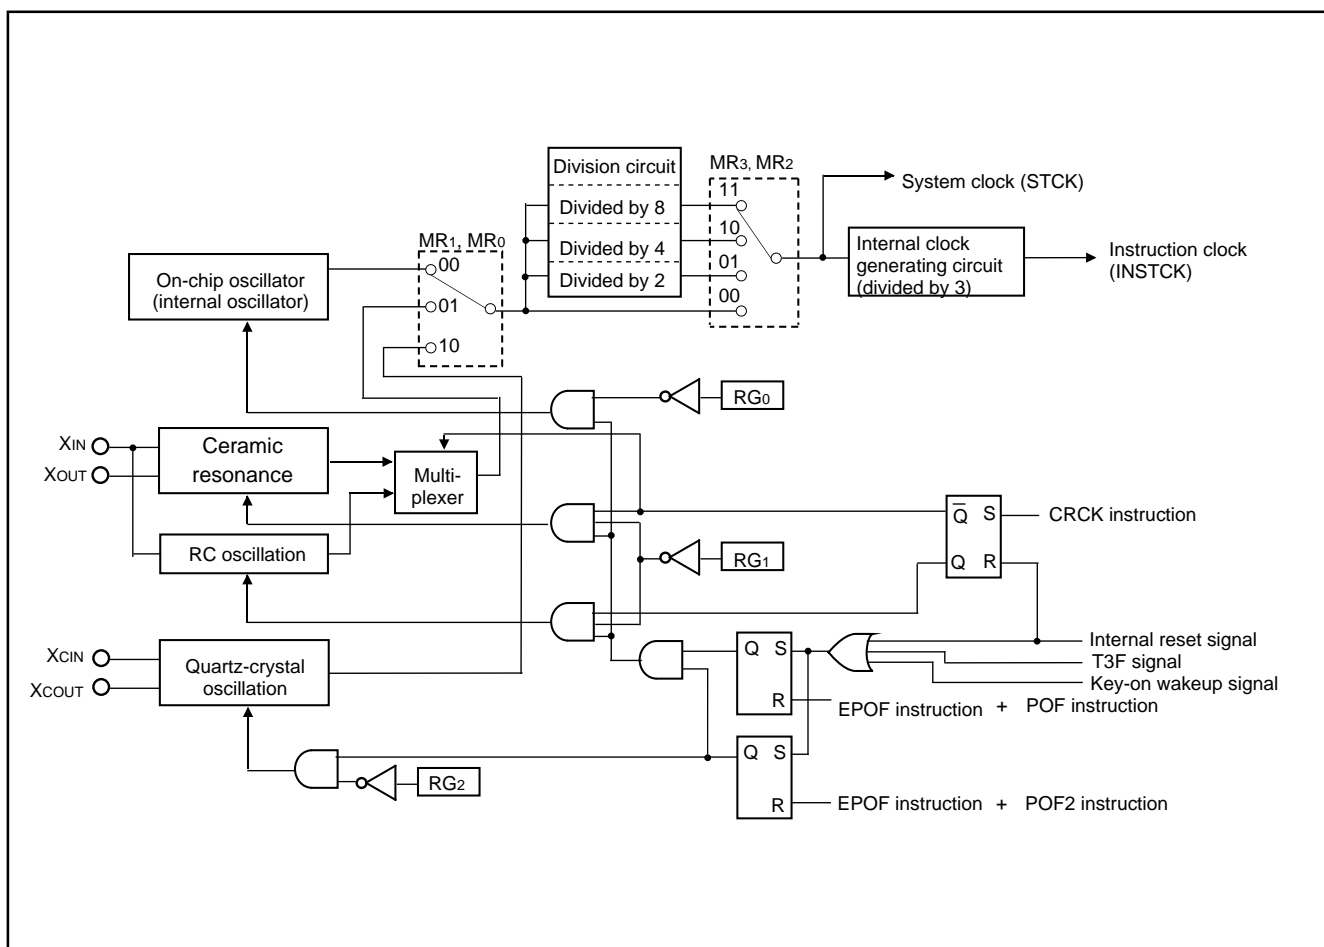 Division circuit
Divided by 8
Divided by 4
Divided by 2
MR3, MR2
11
10
01
00
System clock (STCK)
Internal clock
generating circuit
(divided by 3)
Instruction clock
(INSTCK)
MR1, MR0
00
01
10
On-chip oscillator
(internal oscillator)
RG0
XIN
XOUT
Ceramic
resonance
Multi-
plexer
RC oscillation
RG1
Q̅ S
Q R
CRCK instruction
XCIN
XCOUT
Quartz-crystal
oscillation
Q S
R
Internal reset signal
T3F signal
Key-on wakeup signal
EPOF instruction + POF instruction
RG2
Q S
R
EPOF instruction + POF2 instruction